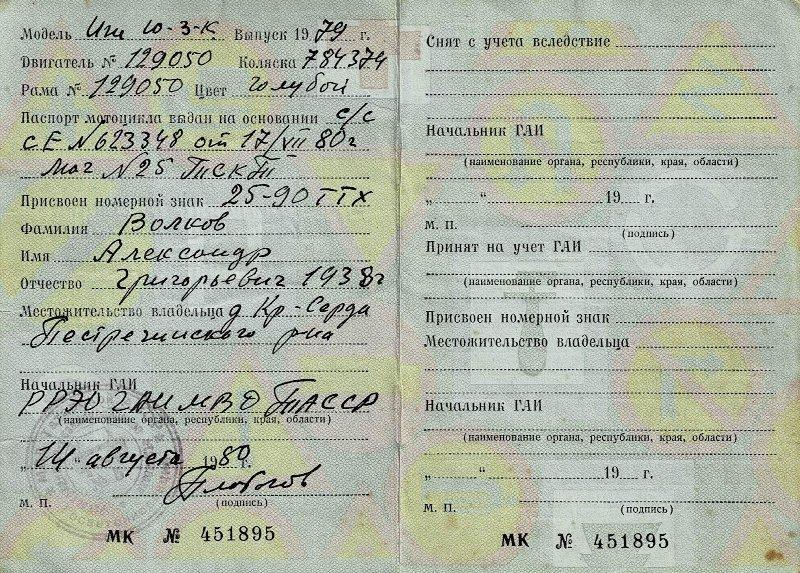 Модель Иж Ю-3-К Выпуск 1979 г.
Двигатель № 129050 Коляска 784374
Рама № 129050 Цвет голубой
Паспорт мотоцикла выдан на основании с/с
СЕ № 623348 от 17/VII 80г
маг № 25
Присвоен номерной знак 25-90 ТТХ
Фамилия Волков
Имя Александр
Отчество Григорьевич 1938г
Местожительство владельца д Кр-Серда
Пестречинского р-на
Начальник ГАИ
РРЭО ГАИ МВД ТАССР
(наименование органа, республики, края, области)
„14“ августа 1980 г.
М. П. (подпись)
МК № 451895
Снят с учета вследствие
Начальник ГАИ
(наименование органа, республики, края, области)
„ “ 19 г.
М. П. (подпись)
Принят на учет ГАИ
(наименование органа, республики, края, области)
Присвоен номерной знак
Местожительство владельца
Начальник ГАИ
(наименование органа, республики, края, области)
„ “ 19 г.
М. П. (подпись)
МК № 451895